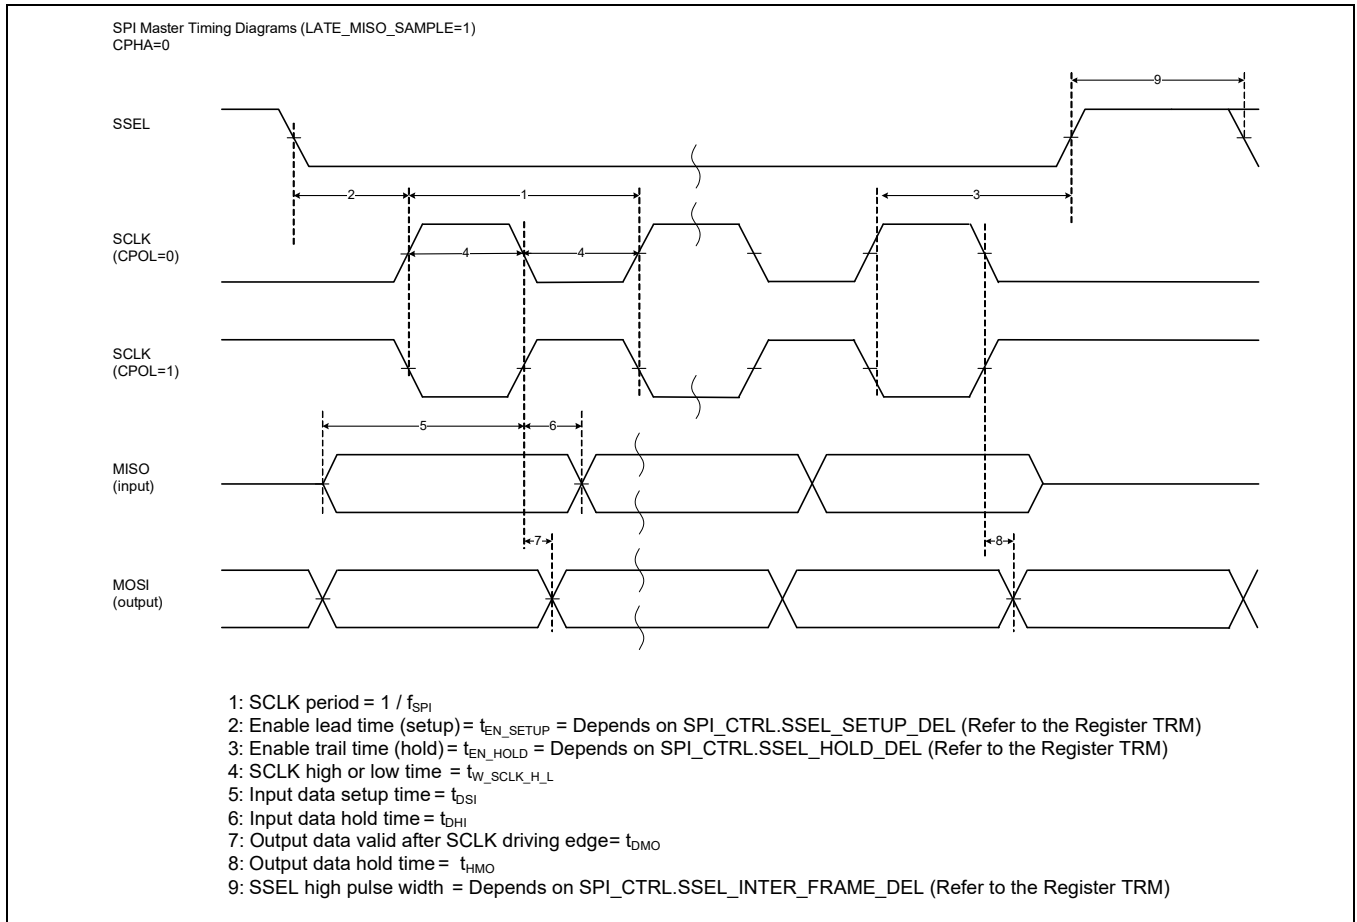 SPI Master Timing Diagrams (LATE_MISO_SAMPLE=1)
CPHA=0
9
SSEL
2
1
3
SCLK
(CPOL=0)
4
4
SCLK
(CPOL=1)
5
6
MISO
(input)
7
8
MOSI
(output)
1: SCLK period = 1 / fSPI
2: Enable lead time (setup) = tEN_SETUP = Depends on SPI_CTRL.SSEL_SETUP_DEL (Refer to the Register TRM)
3: Enable trail time (hold) = tEN_HOLD = Depends on SPI_CTRL.SSEL_HOLD_DEL (Refer to the Register TRM)
4: SCLK high or low time = tW_SCLK_H_L
5: Input data setup time = tDSI
6: Input data hold time = tDHI
7: Output data valid after SCLK driving edge= tDMO
8: Output data hold time = tHMO
9: SSEL high pulse width = Depends on SPI_CTRL.SSEL_INTER_FRAME_DEL (Refer to the Register TRM)